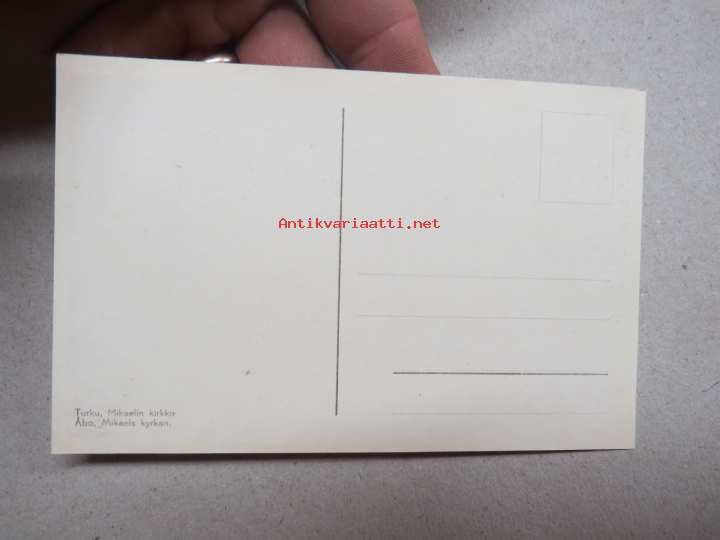 Antikvariaatti.net
Turku, Mikaelin kirkko
Åbo, Mikaels kyrkan.